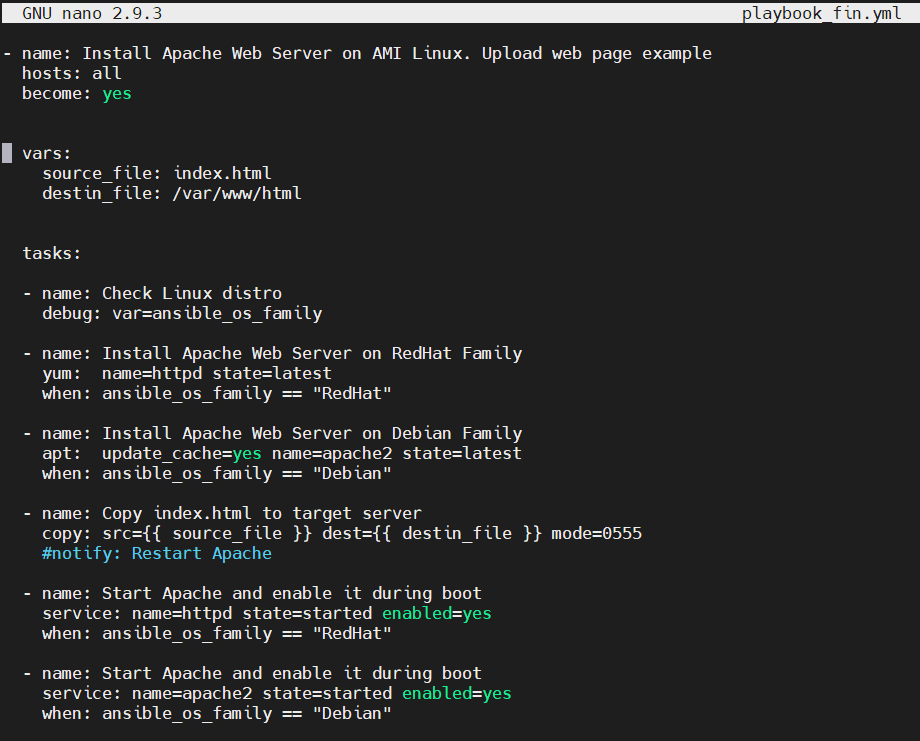 GNU nano 2.9.3 playbook_fin.yml
- name: Install Apache Web Server on AMI Linux. Upload web page example
  hosts: all
  become: yes
  vars:
    source_file: index.html
    destin_file: /var/www/html
  tasks:
  - name: Check Linux distro
    debug: var=ansible_os_family
  - name: Install Apache Web Server on RedHat Family
    yum:  name=httpd state=latest
    when: ansible_os_family == "RedHat"
  - name: Install Apache Web Server on Debian Family
    apt:  update_cache=yes name=apache2 state=latest
    when: ansible_os_family == "Debian"
  - name: Copy index.html to target server
    copy: src={{ source_file }} dest={{ destin_file }} mode=0555
    #notify: Restart Apache
  - name: Start Apache and enable it during boot
    service: name=httpd state=started enabled=yes
    when: ansible_os_family == "RedHat"
  - name: Start Apache and enable it during boot
    service: name=apache2 state=started enabled=yes
    when: ansible_os_family == "Debian"